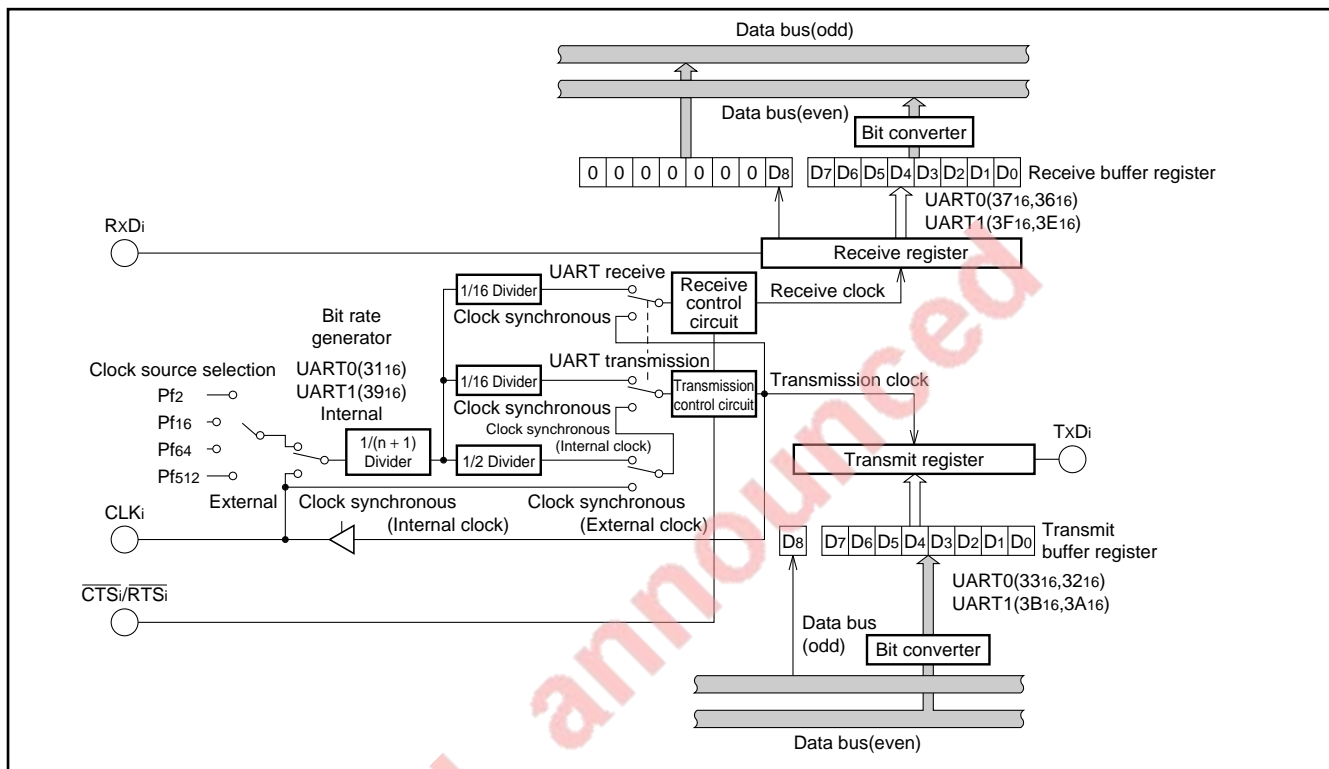 Data bus(odd)
Data bus(even)
Bit converter
0 0 0 0 0 0 0 D8 D7 D6 D5 D4 D3 D2 D1 D0 Receive buffer register
UART0(3716,3616)
UART1(3F16,3E16)
RxDi
Receive register
UART receive
1/16 Divider
Receive control circuit
Receive clock
Clock synchronous
Bit rate generator
UART0(3116)
UART1(3916)
Internal
UART transmission
Clock source selection
Pf2
Pf16
Pf64
Pf512
1/16 Divider
Transmission control circuit
Transmission clock
Clock synchronous
Clock synchronous
(Internal clock)
1/(n + 1)
Divider
1/2 Divider
TxDi
Transmit register
External
Clock synchronous
(Internal clock)
Clock synchronous
(External clock)
CLKi
D8 D7 D6 D5 D4 D3 D2 D1 D0
Transmit
buffer register
UART0(3316,3216)
UART1(3B16,3A16)
CTSi/RTSi
Data bus
(odd)
Bit converter
Data bus(even)
announced